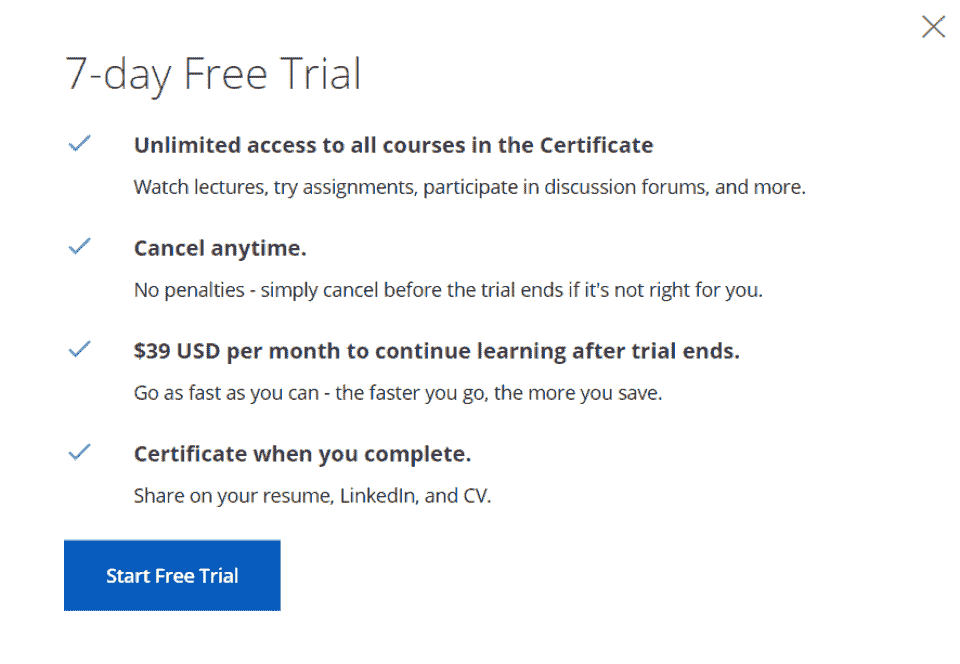 7-day Free Trial
Unlimited access to all courses in the Certificate
Watch lectures, try assignments, participate in discussion forums, and more.
Cancel anytime.
No penalties - simply cancel before the trial ends if it's not right for you.
$39 USD per month to continue learning after trial ends.
Go as fast as you can - the faster you go, the more you save.
Certificate when you complete.
Share on your resume, LinkedIn, and CV.
Start Free Trial